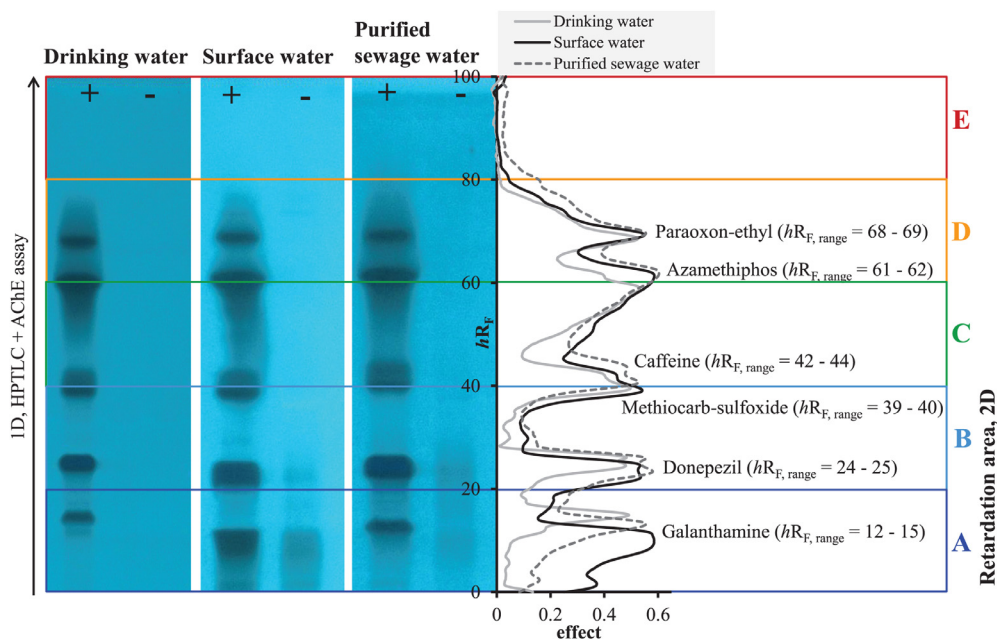 Drinking water
Surface water
Purified sewage water
Drinking water
Surface water
Purified
sewage water
+
-
+
-
+
-
1D, HPTLC + AChE assay
hRF
100
80
60
40
20
0
0
0.2
0.4
0.6
effect
Paraoxon-ethyl (hRF, range = 68 - 69)
Azamethiphos (hRF, range = 61 - 62)
Caffeine (hRF, range = 42 - 44)
Methiocarb-sulfoxide (hRF, range = 39 - 40)
Donepezil (hRF, range = 24 - 25)
Galanthamine (hRF, range = 12 - 15)
E
D
C
B
A
Retardation area, 2D